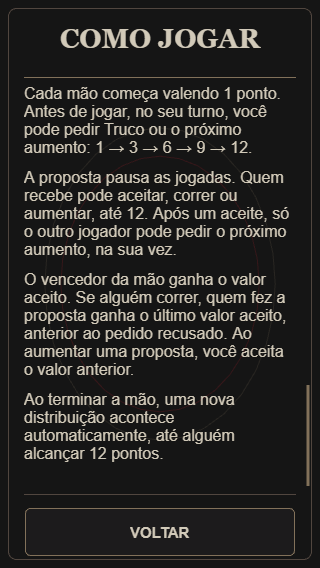 COMO JOGAR
Cada mão começa valendo 1 ponto.
Antes de jogar, no seu turno, você
pode pedir Truco ou o próximo
aumento: 1 → 3 → 6 → 9 → 12.
A proposta pausa as jogadas. Quem
recebe pode aceitar, correr ou
aumentar, até 12. Após um aceite, só
o outro jogador pode pedir o próximo
aumento, na sua vez.
O vencedor da mão ganha o valor
aceito. Se alguém correr, quem fez a
proposta ganha o último valor aceito,
anterior ao pedido recusado. Ao
aumentar uma proposta, você aceita
o valor anterior.
Ao terminar a mão, uma nova
distribuição acontece
automaticamente, até alguém
alcançar 12 pontos.
VOLTAR